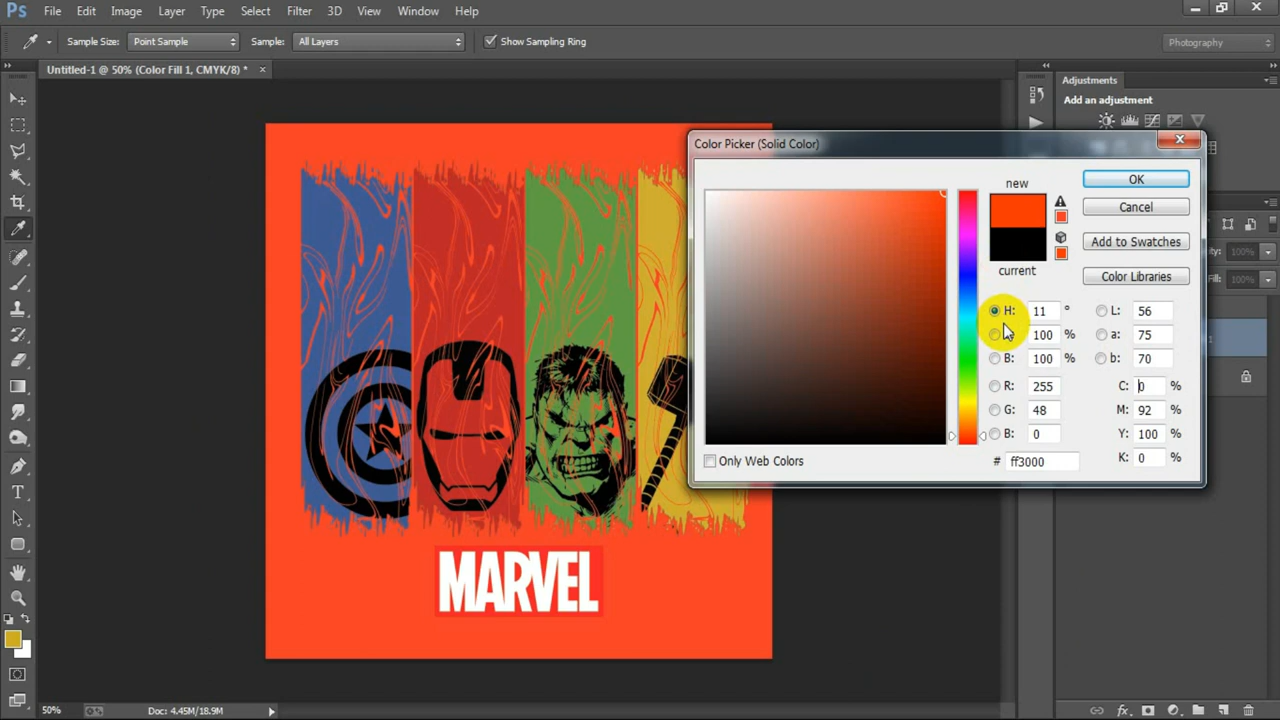 Ps File Edit Image Layer Type Select Filter 3D View Window Help
Sample Size: Point Sample Sample: All Layers Show Sampling Ring Photography
Untitled-1 @ 50% (Color Fill 1, CMYK/8) *
Adjustments
Add an adjustment
Color Picker (Solid Color)
new
OK
Cancel
Add to Swatches
current
Color Libraries
H: 11 ° L: 56
100 % a: 75
B: 100 % b: 70
R: 255 C: 0 %
G: 48 M: 92 %
B: 0 Y: 100 %
Only Web Colors # ff3000 K: 0 %
100%
Fill: 100%
MARVEL
50% Doc: 4.45M/18.9M